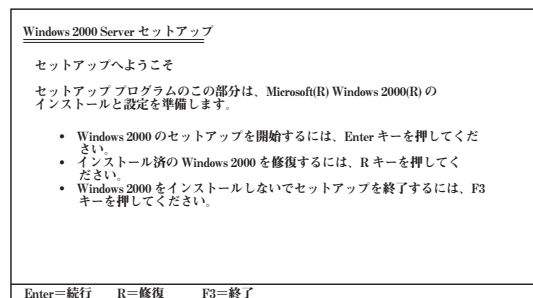 Windows 2000 Server セットアップ
セットアップへようこそ
セットアップ プログラムのこの部分は、Microsoft(R) Windows 2000(R) の
インストールと設定を準備します。
• Windows 2000 のセットアップを開始するには、Enter キーを押してくだ
さい。
• インストール済の Windows 2000 を修復するには、R キーを押してく
ださい。
• Windows 2000 をインストールしないでセットアップを終了するには、F3
キーを押してください。
Enter＝続行 R＝修復 F3＝終了